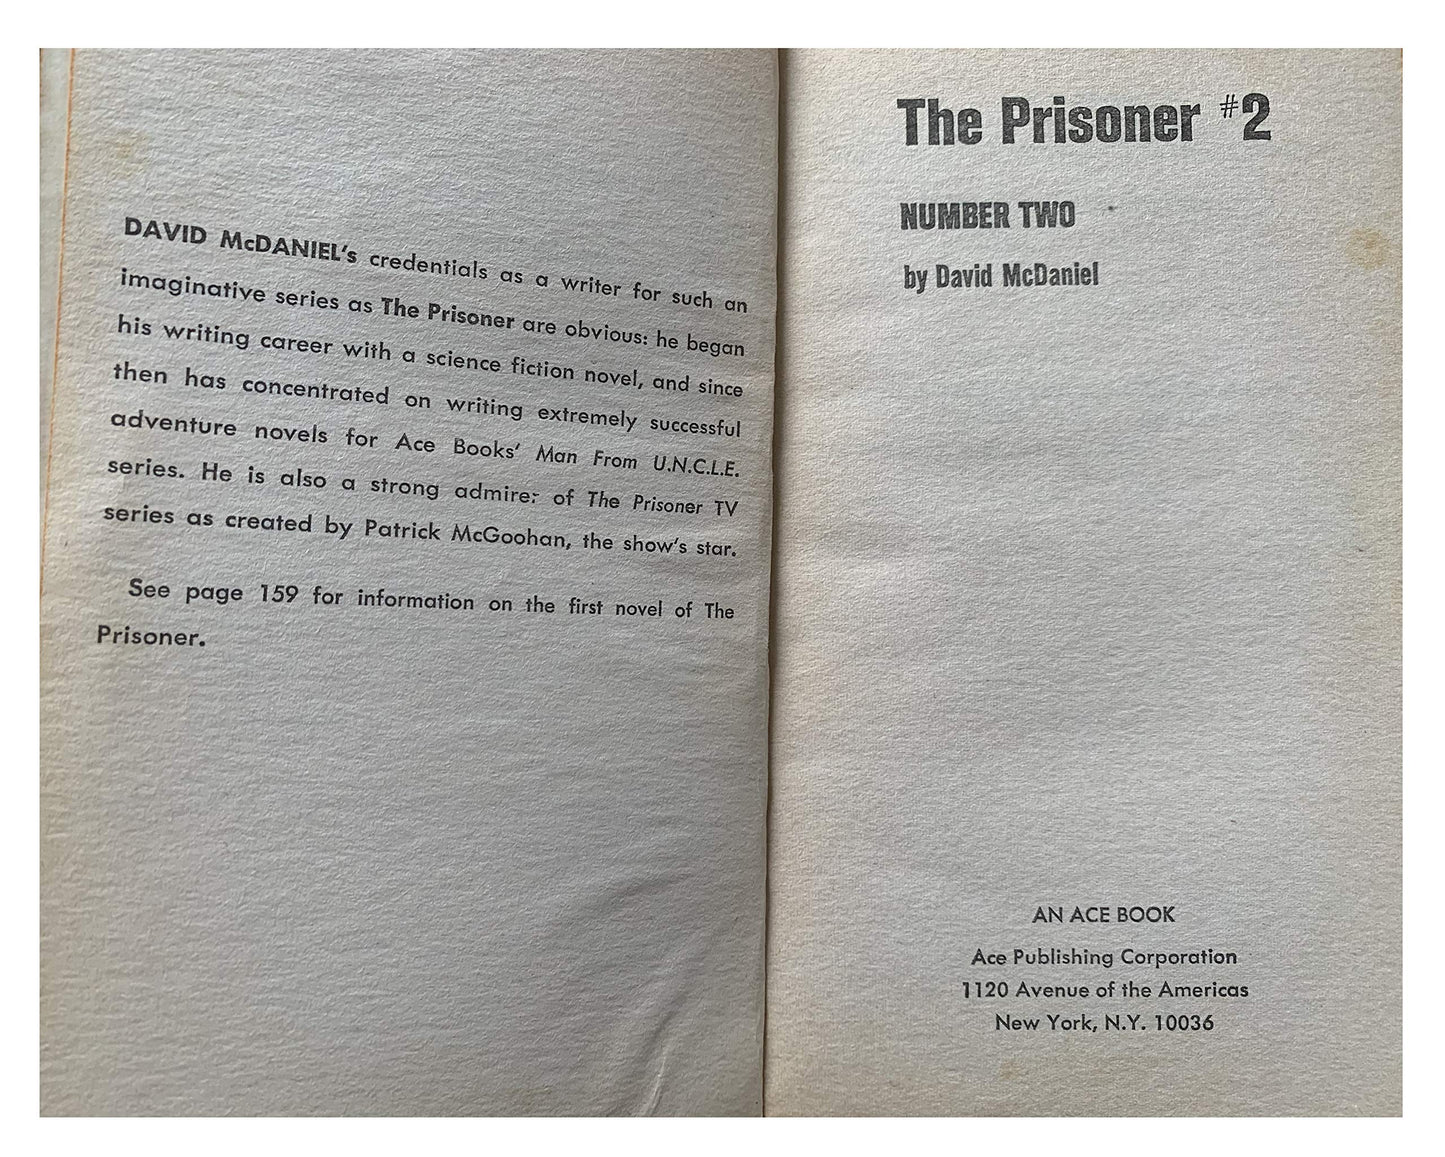 DAVID McDANIEL's credentials as a writer for such an
imaginative series as The Prisoner are obvious: he began
his writing career with a science fiction novel, and since
then has concentrated on writing extremely successful
adventure novels for Ace Books' Man From U.N.C.L.E.
series. He is also a strong admirer of The Prisoner TV
series as created by Patrick McGoohan, the show's star.
See page 159 for information on the first novel of The
Prisoner.
The Prisoner #2
NUMBER TWO
by David McDaniel
AN ACE BOOK
Ace Publishing Corporation
1120 Avenue of the Americas
New York, N.Y. 10036